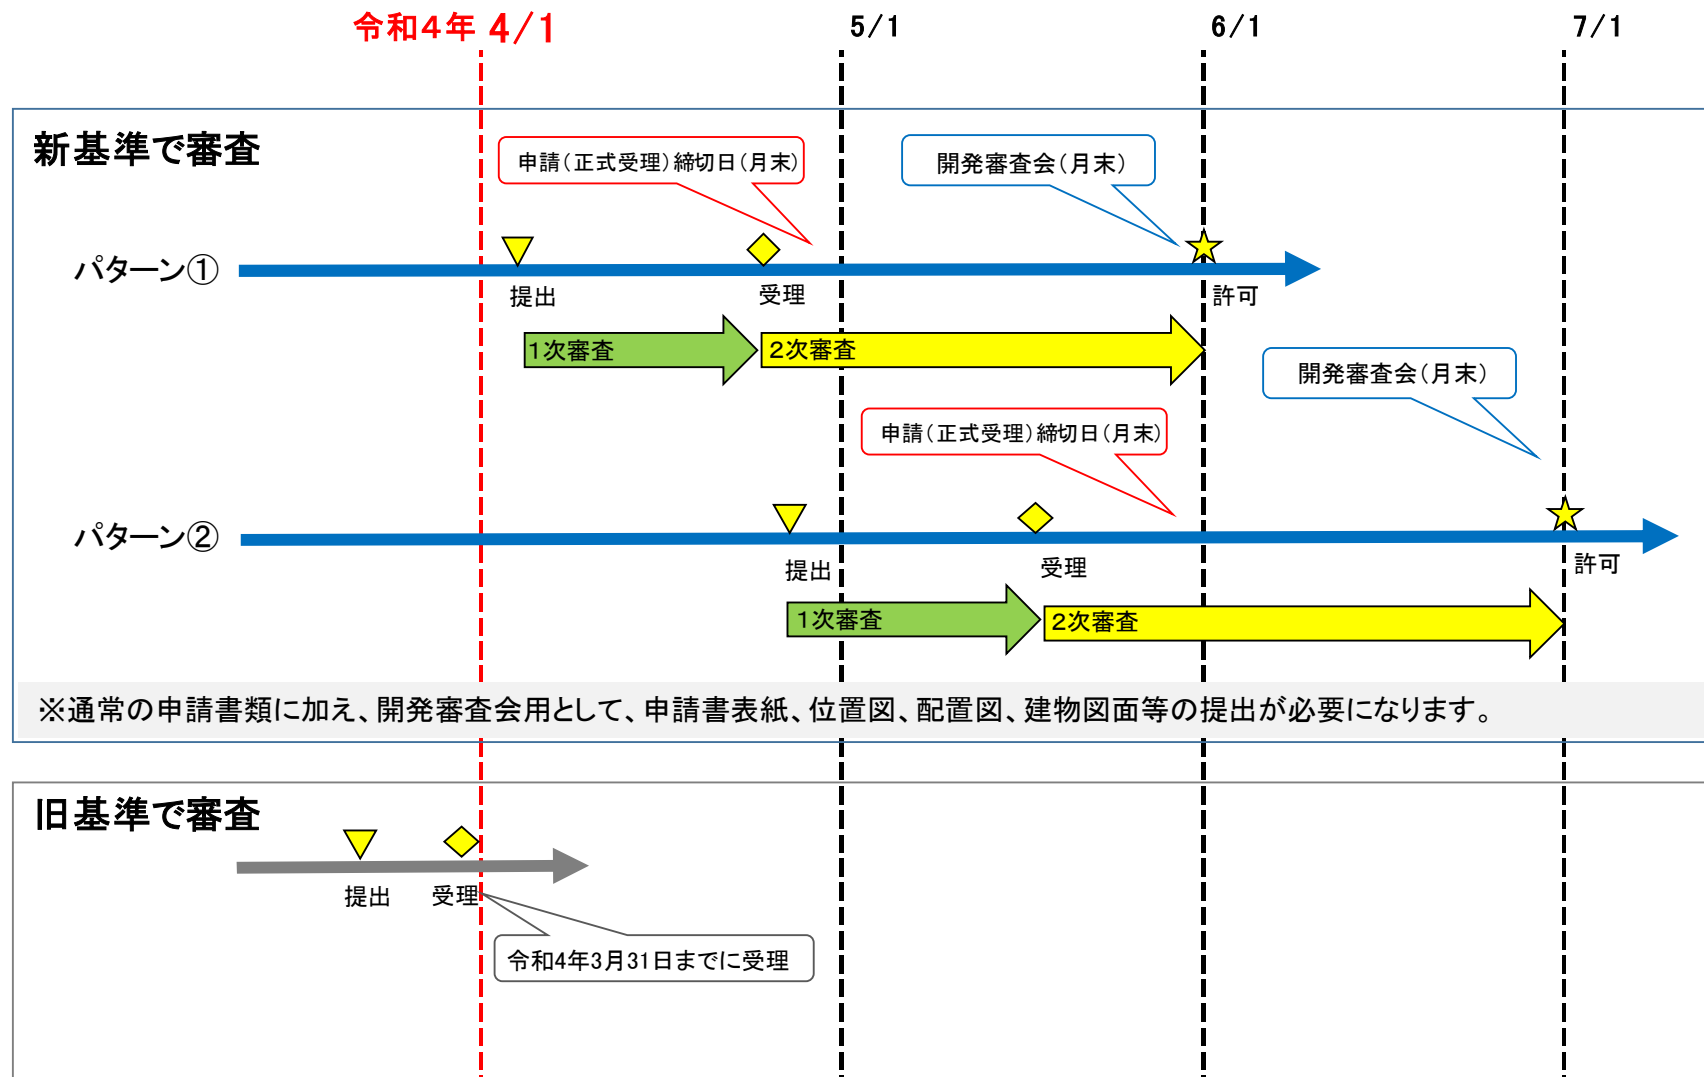 令和４年 4/1
5/1
6/1
7/1
新基準で審査
申請（正式受理）締切日（月末）
開発審査会（月末）
パターン①
提出
受理
許可
１次審査
２次審査
開発審査会（月末）
申請（正式受理）締切日（月末）
パターン②
提出
受理
許可
１次審査
２次審査
※通常の申請書類に加え、開発審査会用として、申請書表紙、位置図、配置図、建物図面等の提出が必要になります。
旧基準で審査
提出
受理
令和4年3月31日までに受理